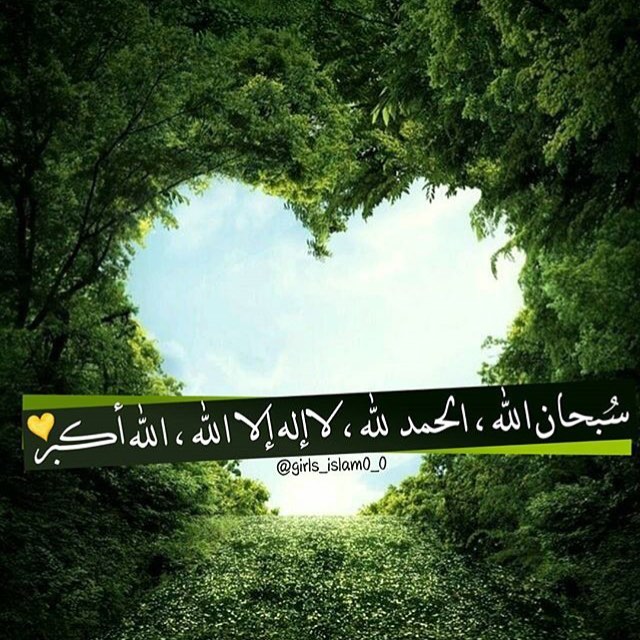 سُبحان الله ، الحمد لله ، لا إله إلا الله ، الله أكبر 💛
@girls_islam0_0